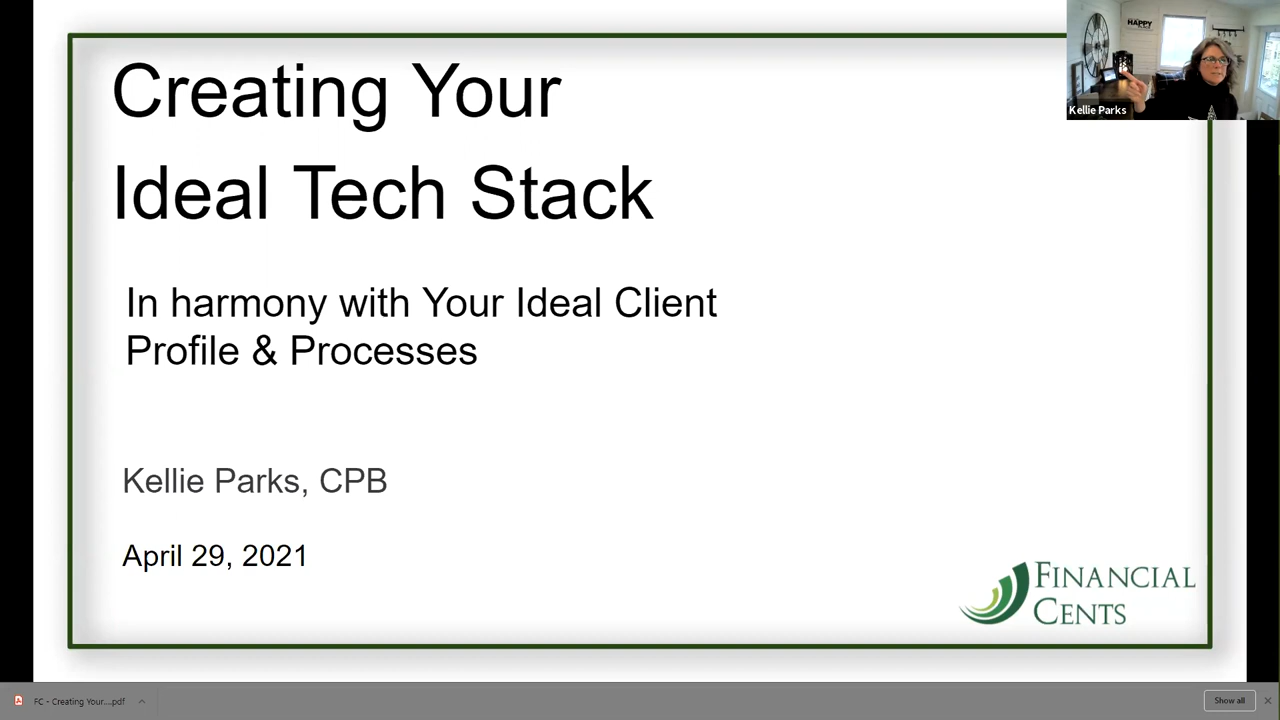 Creating Your
Ideal Tech Stack
In harmony with Your Ideal Client
Profile & Processes
Kellie Parks, CPB
April 29, 2021
FINANCIAL
CENTS
HAPPY
Kellie Parks
FC - Creating Your....pdf
Show all